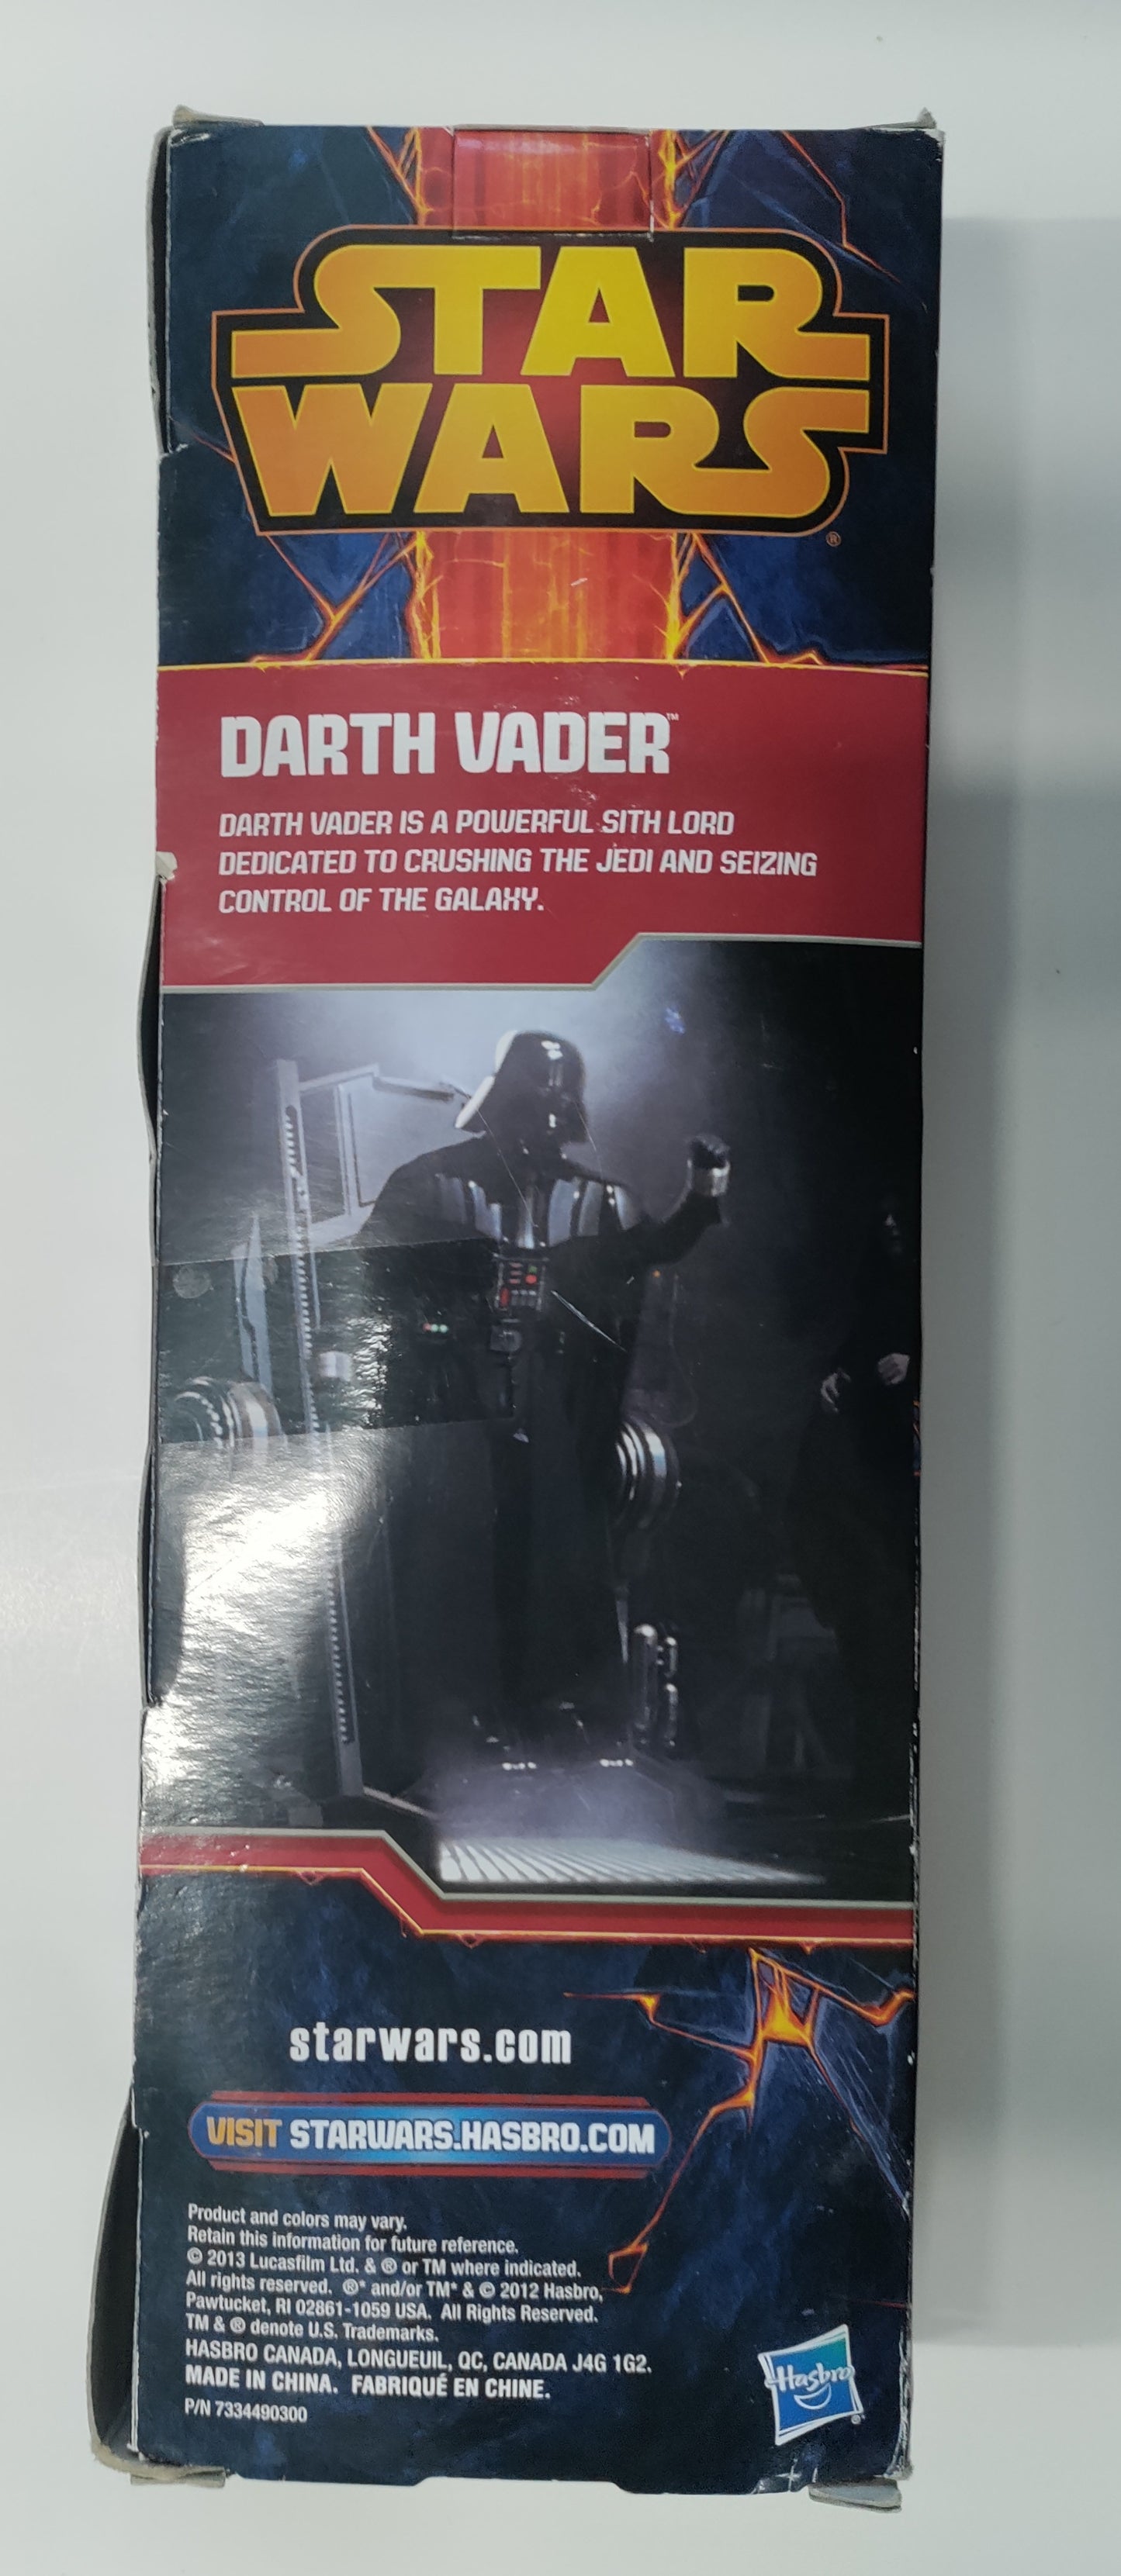 STAR
WARS
®
DARTH VADER™
DARTH VADER IS A POWERFUL SITH LORD
DEDICATED TO CRUSHING THE JEDI AND SEIZING
CONTROL OF THE GALAXY.
starwars.com
VISIT STARWARS.HASBRO.COM
Product and colors may vary.
Retain this information for future reference.
© 2013 Lucasfilm Ltd. & ® or TM where indicated.
All rights reserved. ®* and/or TM* & © 2012 Hasbro,
Pawtucket, RI 02861-1059 USA. All Rights Reserved.
TM & ® denote U.S. Trademarks.
HASBRO CANADA, LONGUEUIL, QC, CANADA J4G 1G2.
MADE IN CHINA. FABRIQUÉ EN CHINE.
P/N 7334490300
Hasbro®